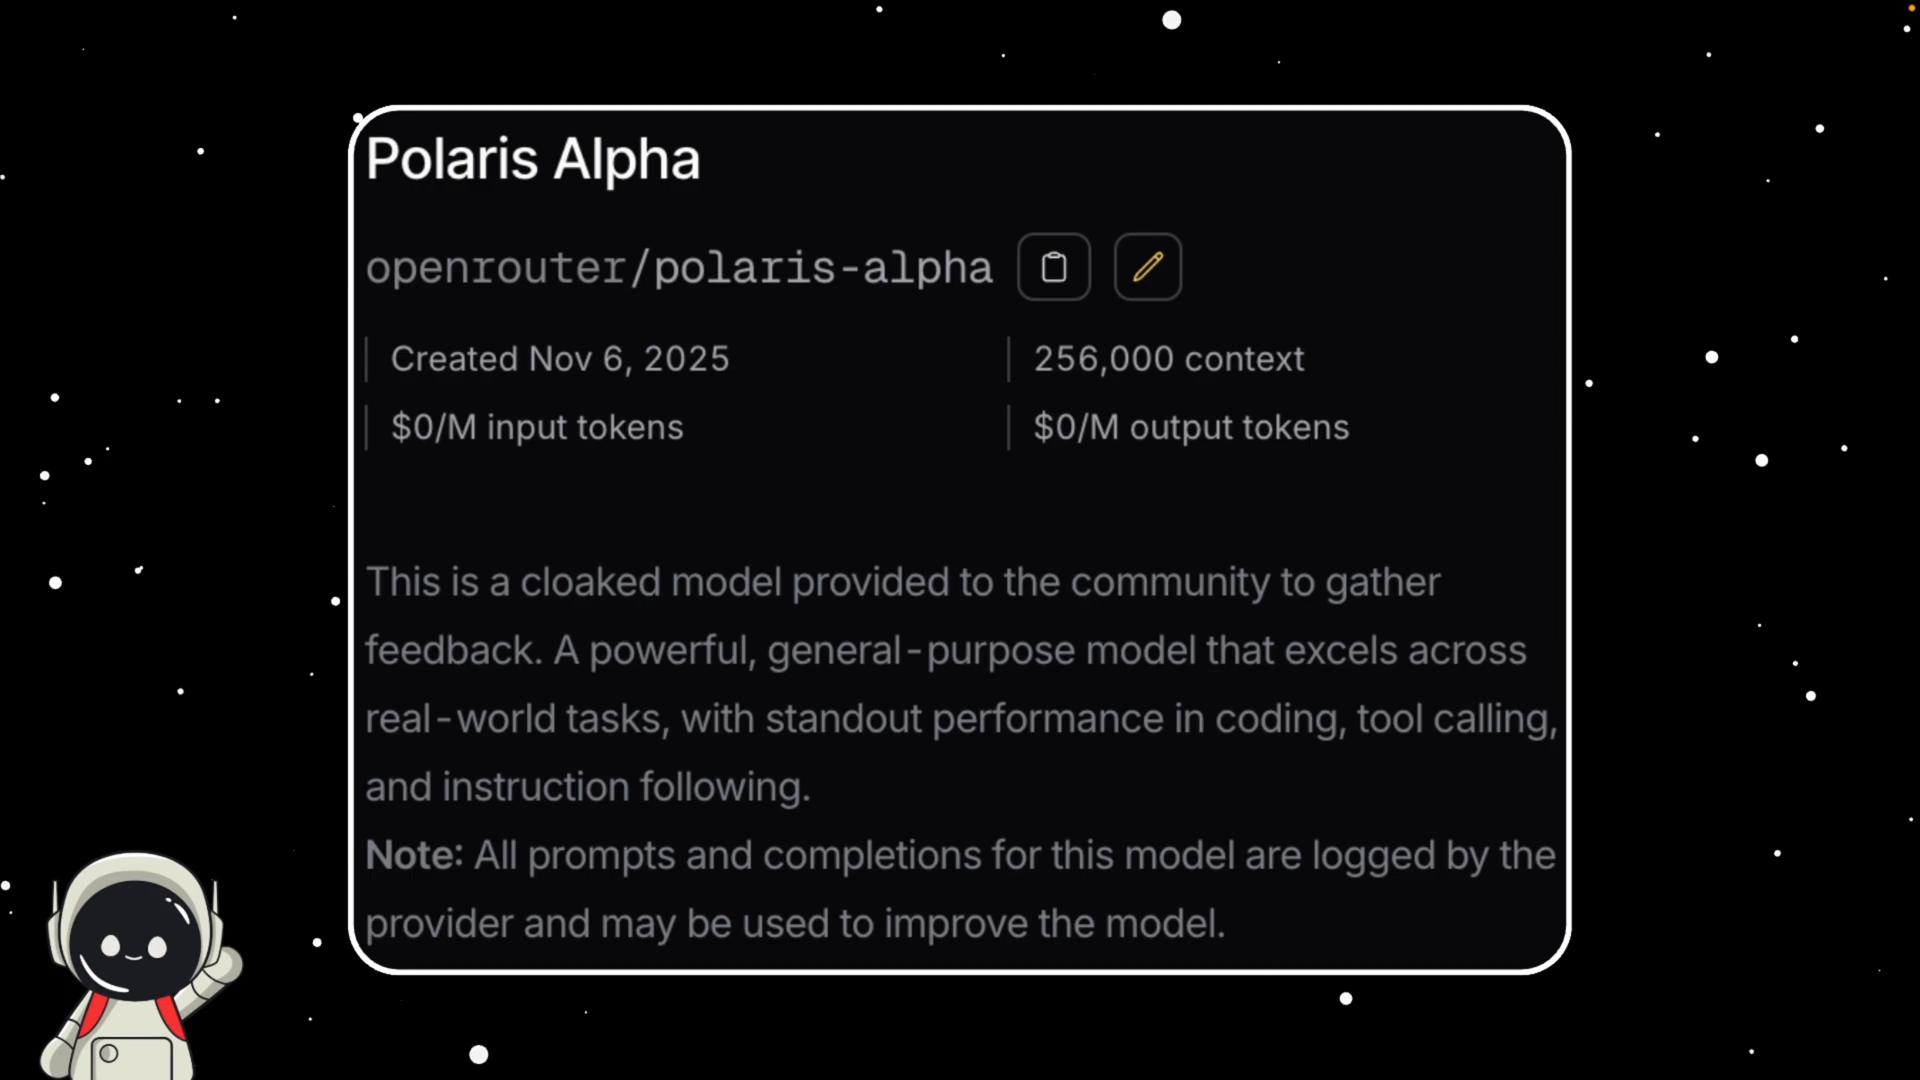 Polaris Alpha
openrouter/polaris-alpha
Created Nov 6, 2025
256,000 context
$0/M input tokens
$0/M output tokens
This is a cloaked model provided to the community to gather
feedback. A powerful, general-purpose model that excels across
real-world tasks, with standout performance in coding, tool calling,
and instruction following.
Note: All prompts and completions for this model are logged by the
provider and may be used to improve the model.